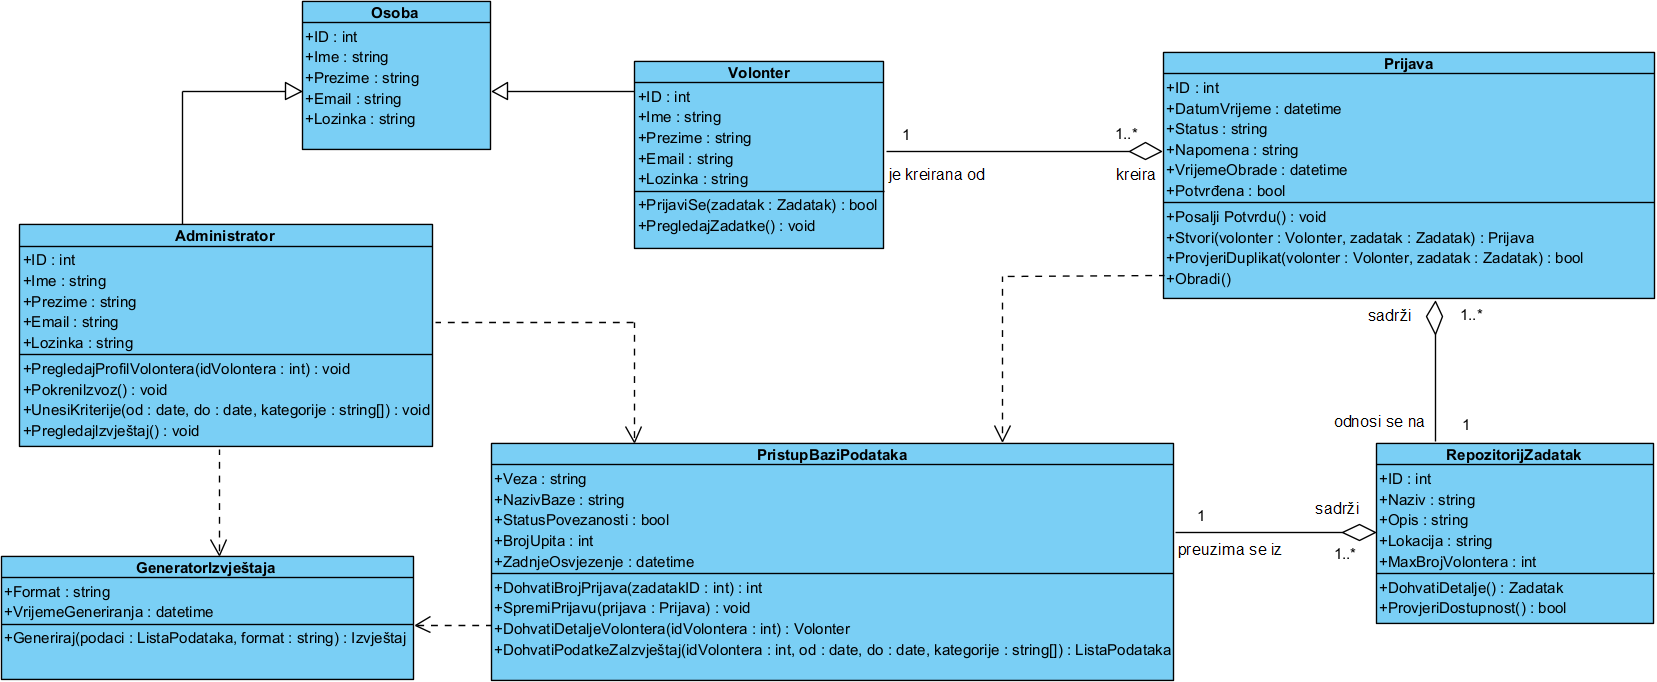 Osoba
+ID : int
+Ime : string
+Prezime : string
+Email : string
+Lozinka : string
Volonter
+ID : int
+Ime : string
+Prezime : string
+Email : string
+Lozinka : string
+PrijaviSe(zadatak : Zadatak) : bool
+PregledajZadatke() : void
1
1..*
je kreirana od
kreira
Prijava
+ID : int
+DatumVrijeme : datetime
+Status : string
+Napomena : string
+VrijemeObrade : datetime
+Potvrđena : bool
+Posalji Potvrdu() : void
+Stvori(volonter : Volonter, zadatak : Zadatak) : Prijava
+ProvjeriDuplikat(volonter : Volonter, zadatak : Zadatak) : bool
+Obradi()
Administrator
+ID : int
+Ime : string
+Prezime : string
+Email : string
+Lozinka : string
+PregledajProfilVolontera(idVolontera : int) : void
+PokreniIzvoz() : void
+UnesiKriterije(od : date, do : date, kategorije : string[]) : void
+PregledajIzvještaj() : void
sadrži
1..*
odnosi se na
1
PristupBaziPodataka
+Veza : string
+NazivBaze : string
+StatusPovezanosti : bool
+BrojUpita : int
+ZadnjeOsvjezenje : datetime
+DohvatiBrojPrijava(zadatakID : int) : int
+SpremiPrijavu(prijava : Prijava) : void
+DohvatiDetaljeVolontera(idVolontera : int) : Volonter
+DohvatiPodatkeZaIzvještaj(idVolontera : int, od : date, do : date, kategorije : string[]) : ListaPodataka
1
sadrži
preuzima se iz
1..*
RepozitorijZadatak
+ID : int
+Naziv : string
+Opis : string
+Lokacija : string
+MaxBrojVolontera : int
+DohvatiDetalje() : Zadatak
+ProvjeriDostupnost() : bool
GeneratorIzvještaja
+Format : string
+VrijemeGeneriranja : datetime
+Generiraj(podaci : ListaPodataka, format : string) : Izvještaj